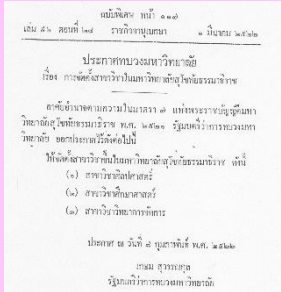 ฉบับพิเศษ หน้า ๑๑๗
เล่ม ๙๖ ตอนที่ ๒๘ ราชกิจจานุเบกษา ๑ มีนาคม ๒๕๒๒
ประกาศทบวงมหาวิทยาลัย
เรื่อง การจัดตั้งสาขาวิชาในมหาวิทยาลัยสุโขทัยธรรมาธิราช
อาศัยอำนาจตามความในมาตรา ๗ แห่งพระราชบัญญัติมหา
วิทยาลัยสุโขทัยธรรมาธิราช พ.ศ. ๒๕๒๑ รัฐมนตรีว่าการทบวงมหา
วิทยาลัย ออกประกาศไว้ดังต่อไปนี้
ให้จัดตั้งสาขาวิชาขึ้นในมหาวิทยาลัยสุโขทัยธรรมาธิราช ดังนี้
(๑) สาขาวิชาศิลปศาสตร์
(๒) สาขาวิชาศึกษาศาสตร์
(๓) สาขาวิชาวิทยาการจัดการ
ประกาศ ณ วันที่ ๘ กุมภาพันธ์ พ.ศ. ๒๕๒๒
เกษม สุวรรณกุล
รัฐมนตรีว่าการทบวงมหาวิทยาลัย